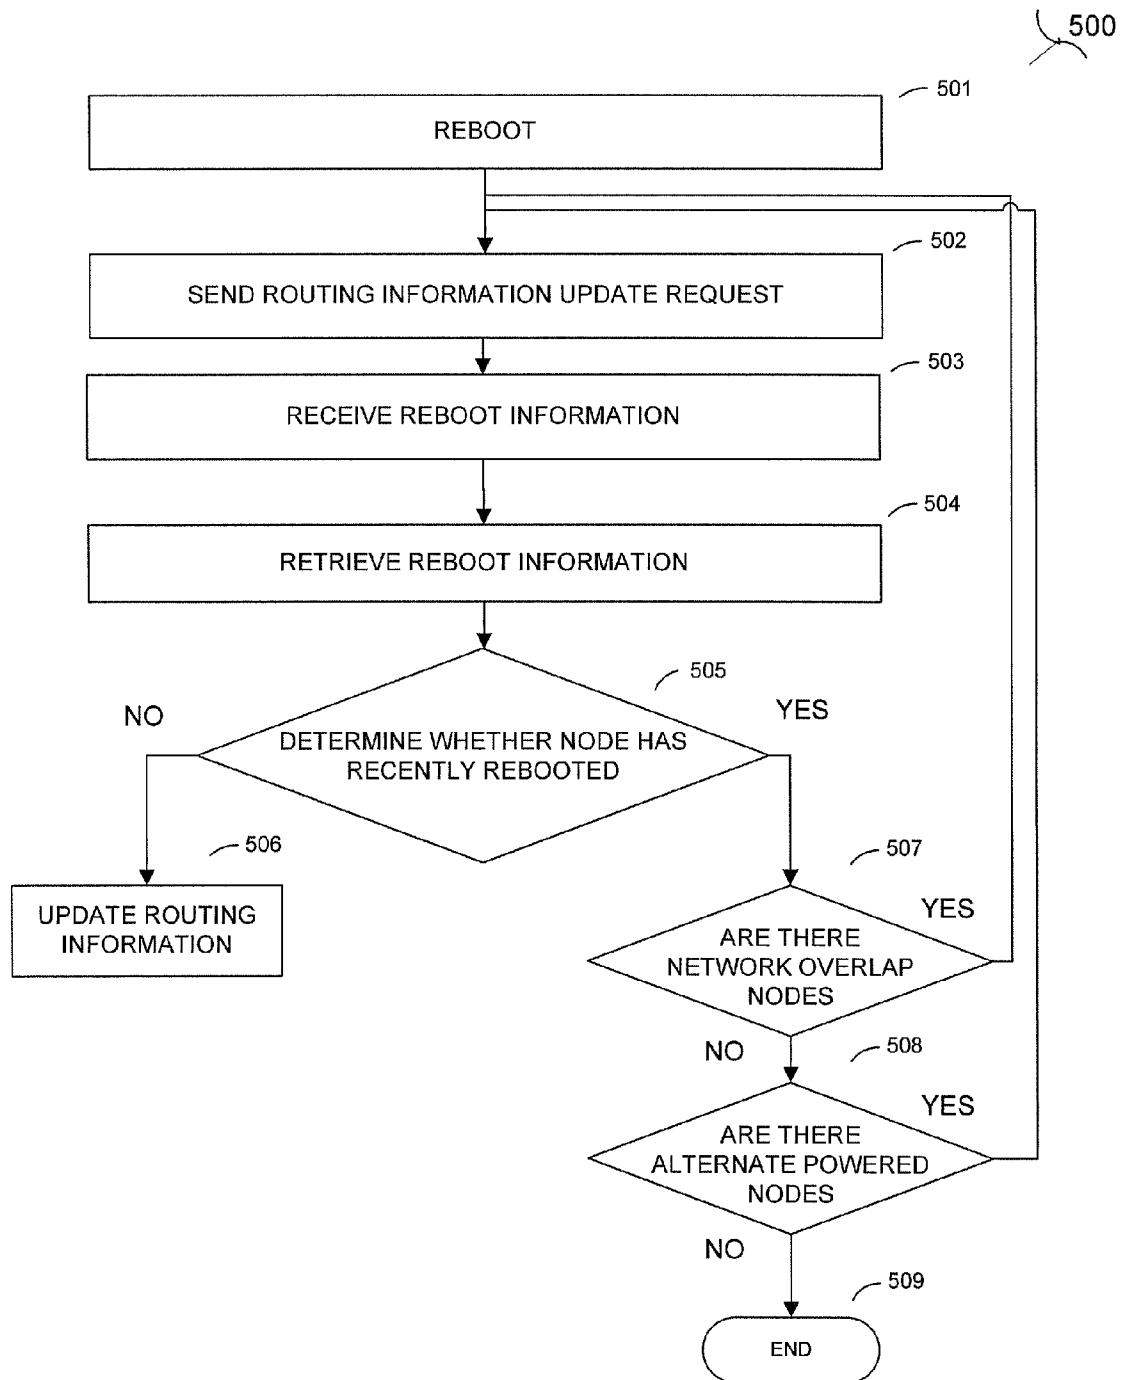 500
501
REBOOT
502
SEND ROUTING INFORMATION UPDATE REQUEST
503
RECEIVE REBOOT INFORMATION
504
RETRIEVE REBOOT INFORMATION
505
NO
YES
DETERMINE WHETHER NODE HAS
RECENTLY REBOOTED
506
507
UPDATE ROUTING
INFORMATION
YES
ARE THERE
NETWORK OVERLAP
NODES
NO
508
YES
ARE THERE
ALTERNATE POWERED
NODES
NO
509
END